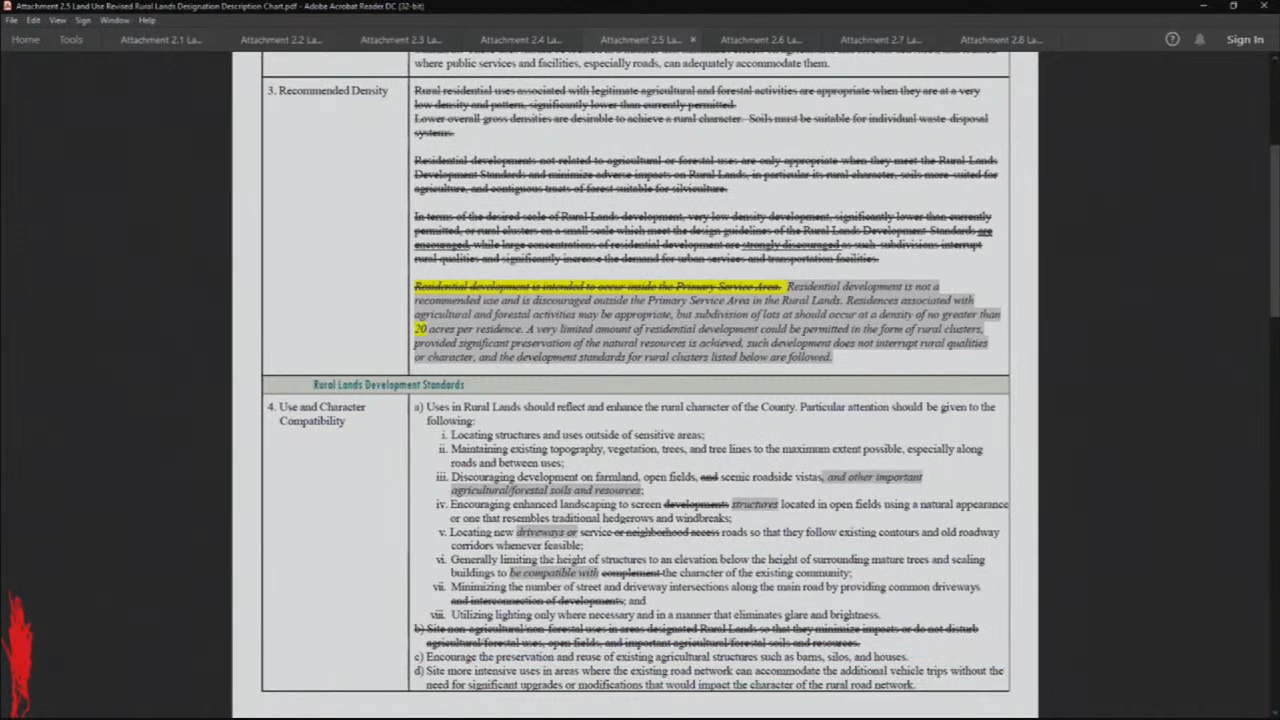 Attachment 2.5 Land Use Revised Rural Lands Designation Description Chart.pdf - Adobe Acrobat Reader DC (32-bit)
File Edit View Sign Window Help
Home Tools Attachment 2.1 La... Attachment 2.2 La... Attachment 2.3 La... Attachment 2.4 La... Attachment 2.5 La... × Attachment 2.6 La... Attachment 2.7 La... Attachment 2.8 La... Sign In
where public services and facilities, especially roads, can adequately accommodate them.
3. Recommended Density
Rural residential uses associated with legitimate agricultural and forestal activities are appropriate when they are at a very
low density and pattern, significantly lower than currently permitted.
Lower overall gross densities are desirable to achieve a rural character. Soils must be suitable for individual waste disposal
systems.
Residential developments not related to agricultural or forestal uses are only appropriate when they meet the Rural Lands
Development Standards and minimize adverse impacts on Rural Lands, in particular its rural character, soils more suited for
agriculture, and contiguous tracts of forest suitable for silviculture.
In terms of the desired scale of Rural Lands development, very low density development, significantly lower than currently
permitted, or rural clusters on a small scale which meet the design guidelines of the Rural Lands Development Standards are
encouraged, while large concentrations of residential development are strongly discouraged as such subdivisions interrupt
rural qualities and significantly increase the demand for urban services and transportation facilities.
Residential development is intended to occur inside the Primary Service Area. Residential development is not a
recommended use and is discouraged outside the Primary Service Area in the Rural Lands. Residences associated with
agricultural and forestal activities may be appropriate, but subdivision of lots at should occur at a density of no greater than
20 acres per residence. A very limited amount of residential development could be permitted in the form of rural clusters,
provided significant preservation of the natural resources is achieved, such development does not interrupt rural qualities
or character, and the development standards for rural clusters listed below are followed.
Rural Lands Development Standards
4. Use and Character
Compatibility
a) Uses in Rural Lands should reflect and enhance the rural character of the County. Particular attention should be given to the
following:
i. Locating structures and uses outside of sensitive areas;
ii. Maintaining existing topography, vegetation, trees, and tree lines to the maximum extent possible, especially along
roads and between uses;
iii. Discouraging development on farmland, open fields, and scenic roadside vistas, and other important
agricultural/forestal soils and resources;
iv. Encouraging enhanced landscaping to screen developments structures located in open fields using a natural appearance
or one that resembles traditional hedgerows and windbreaks;
v. Locating new driveways or service or neighborhood access roads so that they follow existing contours and old roadway
corridors whenever feasible;
vi. Generally limiting the height of structures to an elevation below the height of surrounding mature trees and scaling
buildings to be compatible with complement the character of the existing community;
vii. Minimizing the number of street and driveway intersections along the main road by providing common driveways
and interconnection of developments; and
viii. Utilizing lighting only where necessary and in a manner that eliminates glare and brightness.
b) Site non-agricultural/non-forestal uses in areas designated Rural Lands so that they minimize impacts or do not disturb
agricultural/forestal uses, open fields, and important agricultural/forestal soils and resources.
c) Encourage the preservation and reuse of existing agricultural structures such as barns, silos, and houses.
d) Site more intensive uses in areas where the existing road network can accommodate the additional vehicle trips without the
need for significant upgrades or modifications that would impact the character of the rural road network.